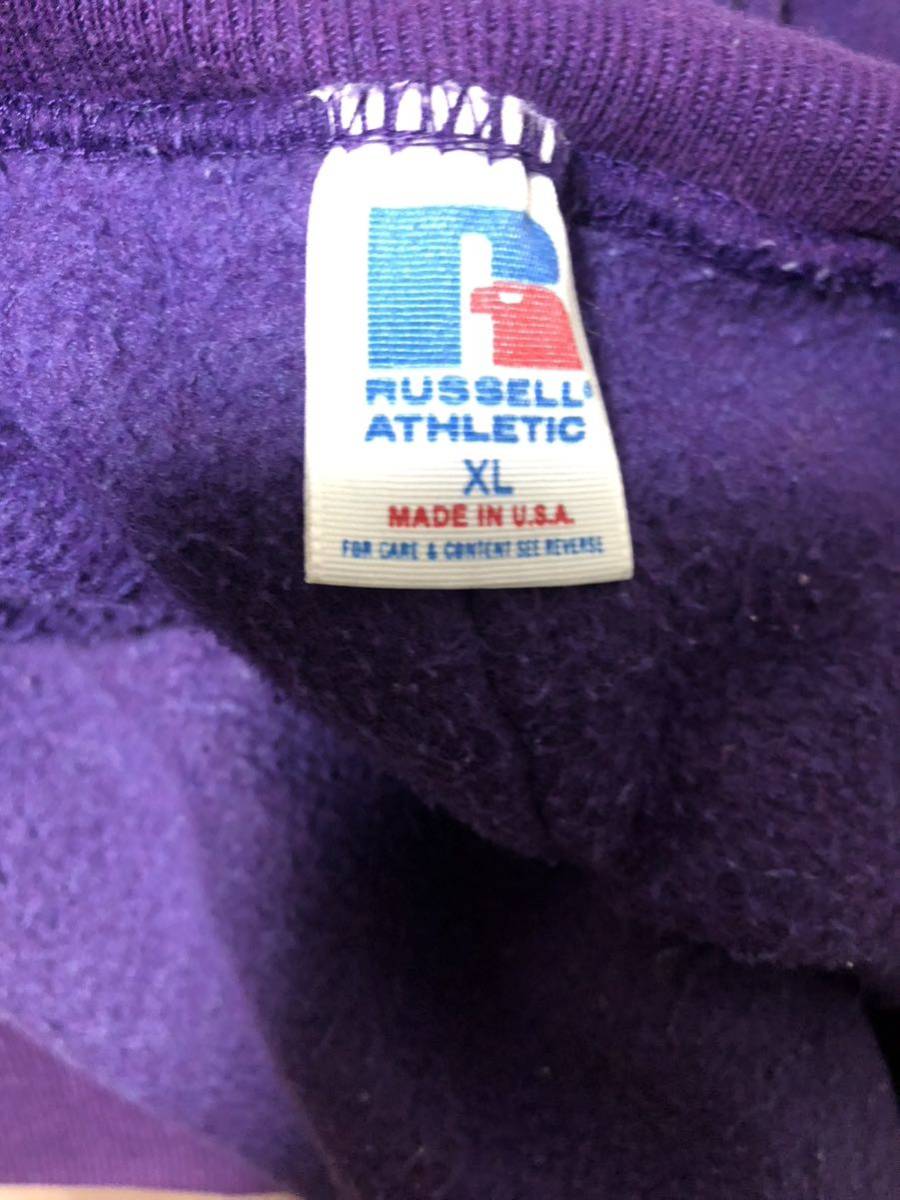 R
RUSSELL®
ATHLETIC
XL
MADE IN U.S.A.
FOR CARE & CONTENT SEE REVERSE